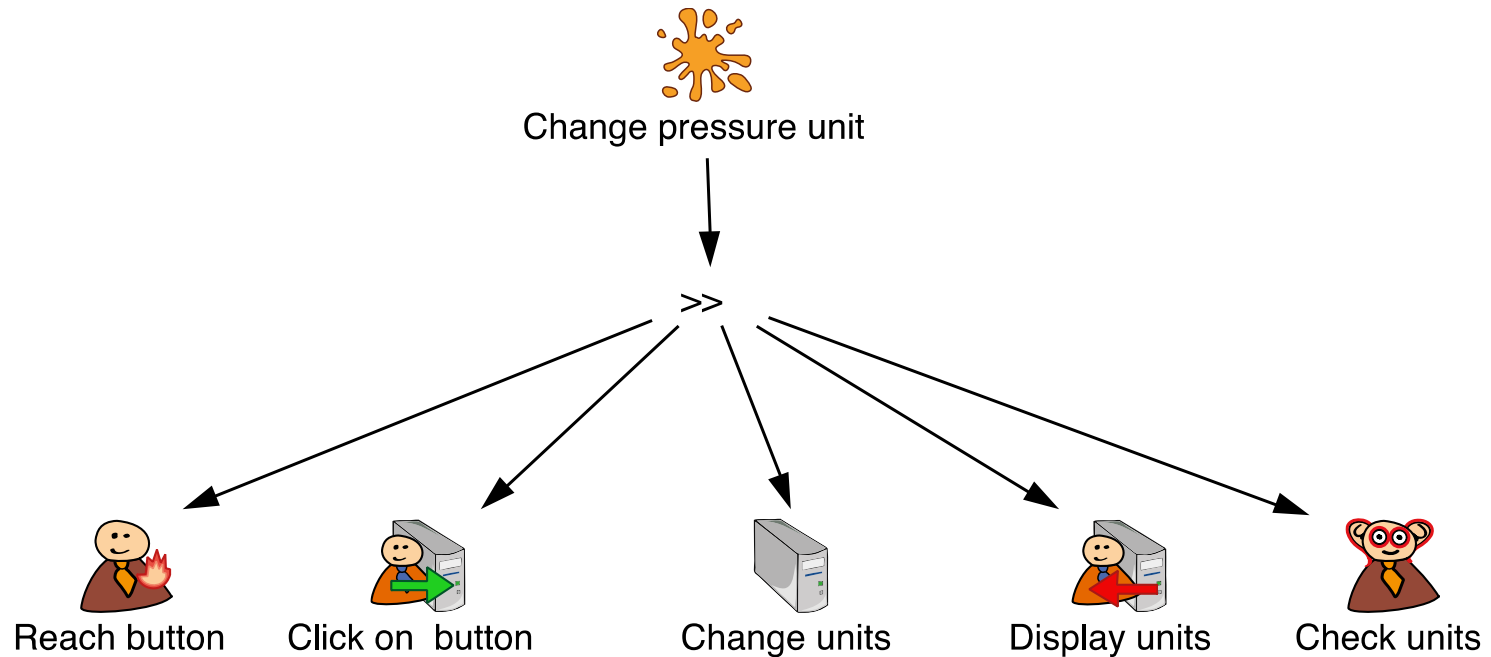 Change pressure unit
>>
Reach button
Click on  button
Change units
Display units
Check units